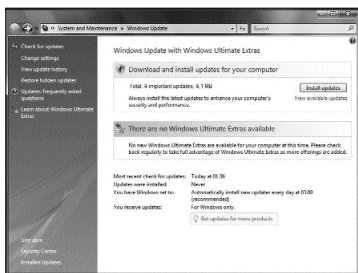 System and Maintenance ▸ Windows Update
Search
Check for updates
Change settings
View update history
Restore hidden updates
Updates: frequently asked
questions
Learn about Windows Ultimate
Extras
See also
Security Center
Installed Updates
Windows Update with Windows Ultimate Extras
Download and install updates for your computer
Total: 4 important updates, 4,1 MB
Install updates
Always install the latest updates to enhance your computer's
security and performance.
View available updates
There are no Windows Ultimate Extras available
No new Windows Ultimate Extras are available for your computer at this time. Please check
back regularly to take full advantage of Windows Ultimate Extras as more offerings are added.
Most recent check for updates: Today at 01:36
Updates were installed: Never
You have Windows set to: Automatically install new updates every day at 03:00
(recommended)
You receive updates: For Windows only.
Get updates for more products